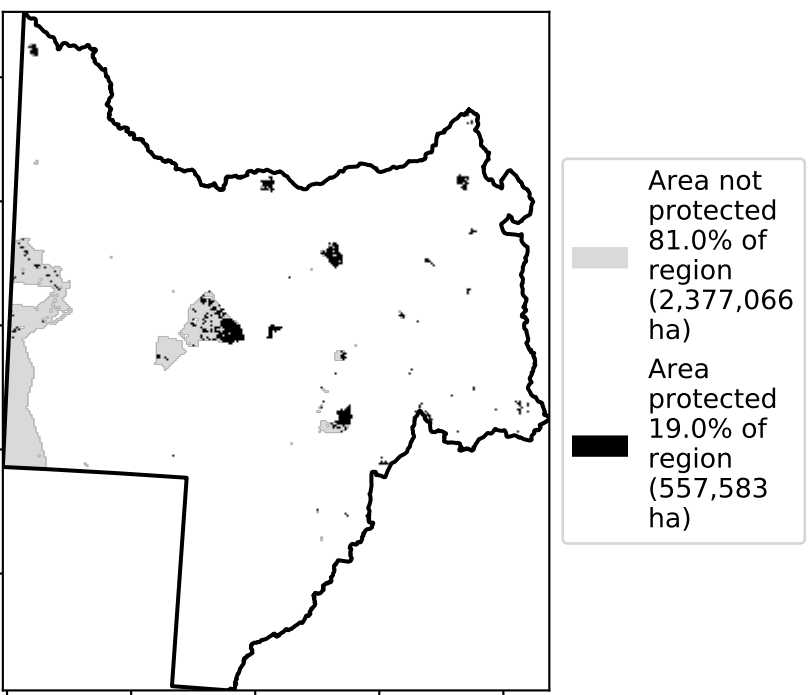 Area not
protected
81.0% of
region
(2,377,066
ha)
Area
protected
19.0% of
region
(557,583
ha)